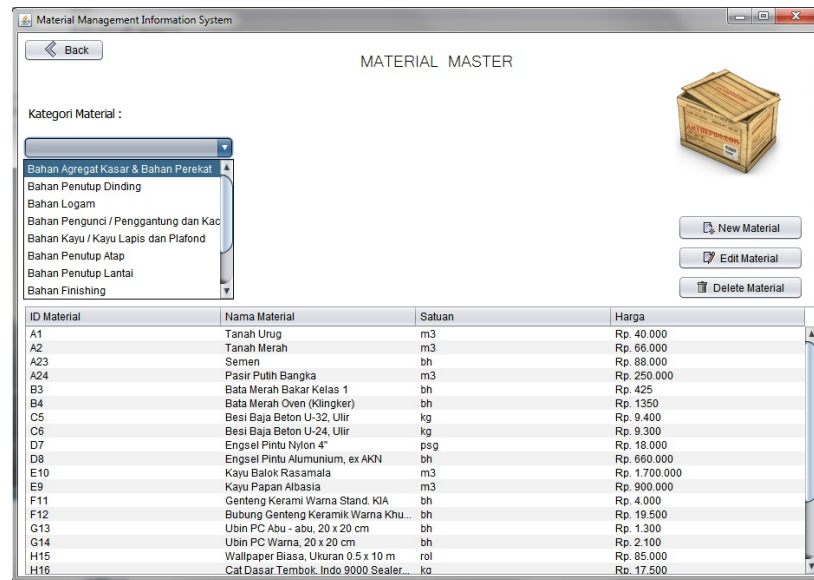 Material Management Information System
Back
MATERIAL MASTER
Kategori Material :
ARTDEPOM.COM
Bahan Agregat Kasar & Bahan Perekat
Bahan Penutup Dinding
Bahan Logam
Bahan Pengunci / Penggantung dan Kac
Bahan Kayu / Kayu Lapis dan Plafond
Bahan Penutup Atap
Bahan Penutup Lantai
Bahan Finishing
New Material
Edit Material
Delete Material
ID Material Nama Material Satuan Harga
A1 Tanah Urug m3 Rp. 40.000
A2 Tanah Merah m3 Rp. 66.000
A23 Semen bh Rp. 88.000
A24 Pasir Putih Bangka m3 Rp. 250.000
B3 Bata Merah Bakar Kelas 1 bh Rp. 425
B4 Bata Merah Oven (Klingker) bh Rp. 1350
C5 Besi Baja Beton U-32, Ulir kg Rp. 9.400
C6 Besi Baja Beton U-24, Ulir kg Rp. 9.300
D7 Engsel Pintu Nylon 4" psg Rp. 18.000
D8 Engsel Pintu Alumunium, ex AKN bh Rp. 660.000
E10 Kayu Balok Rasamala m3 Rp. 1.700.000
E9 Kayu Papan Albasia m3 Rp. 900.000
F11 Genteng Kerami Warna Stand. KIA bh Rp. 4.000
F12 Bubung Genteng Keramik Warna Khu... bh Rp. 19.500
G13 Ubin PC Abu - abu, 20 x 20 cm bh Rp. 1.300
G14 Ubin PC Warna, 20 x 20 cm bh Rp. 2.100
H15 Wallpaper Biasa, Ukuran 0.5 x 10 m rol Rp. 85.000
H16 Cat Dasar Tembok, Indo 9000 Sealer... kg Rp. 17.500